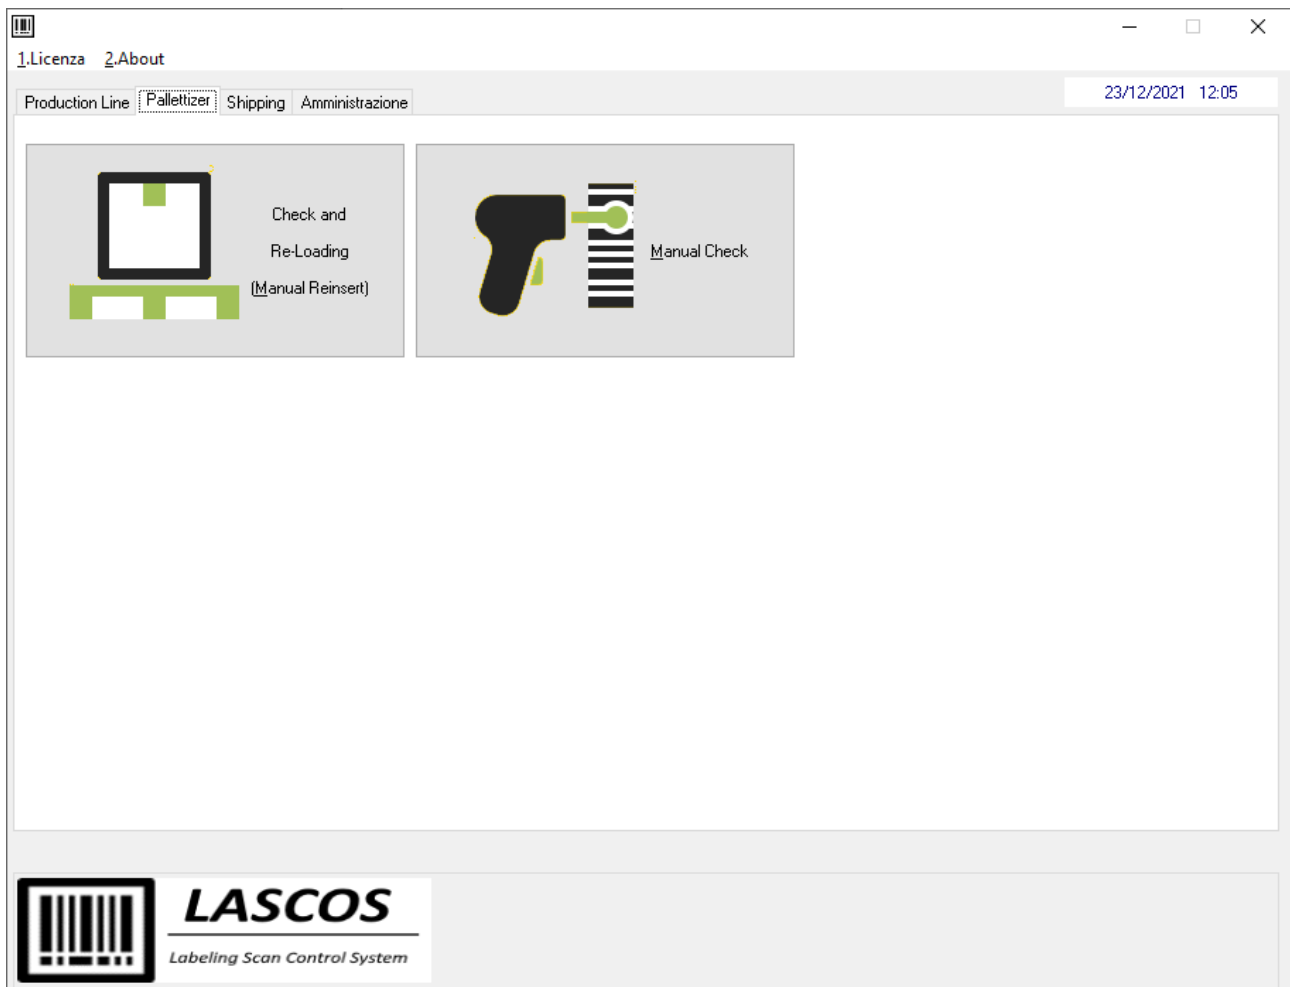 1.Licenza 2.About
Production Line Pallettizer Shipping Amministrazione
23/12/2021 12:05
Check and
Re-Loading
(Manual Reinsert)
Manual Check
LASCOS
Labeling Scan Control System